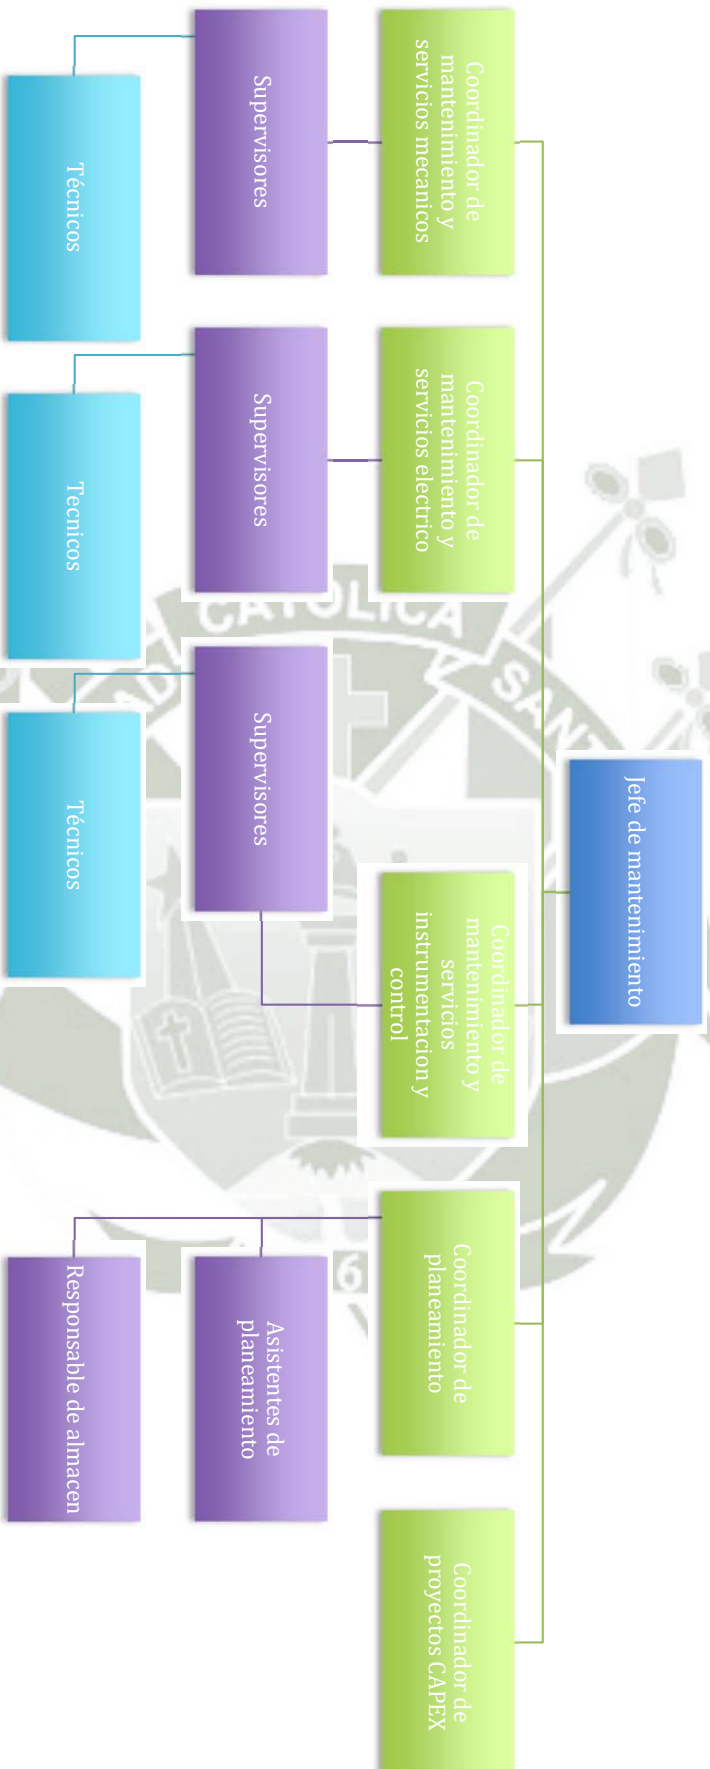 Jefe de mantenimiento
Coordinador de
mantenimiento y
servicios mecanicos
Supervisores
Técnicos
Coordinador de
mantenimiento y
servicios electrico
Supervisores
Tecnicos
Coordinador de
mantenimiento y
servicios
instrumentacion y
control
Supervisores
Técnicos
Coordinador de
planeamiento
Asistentes de
planeamiento
Responsable de almacen
Coordinador de
proyectos CAPEX
CATOLICA